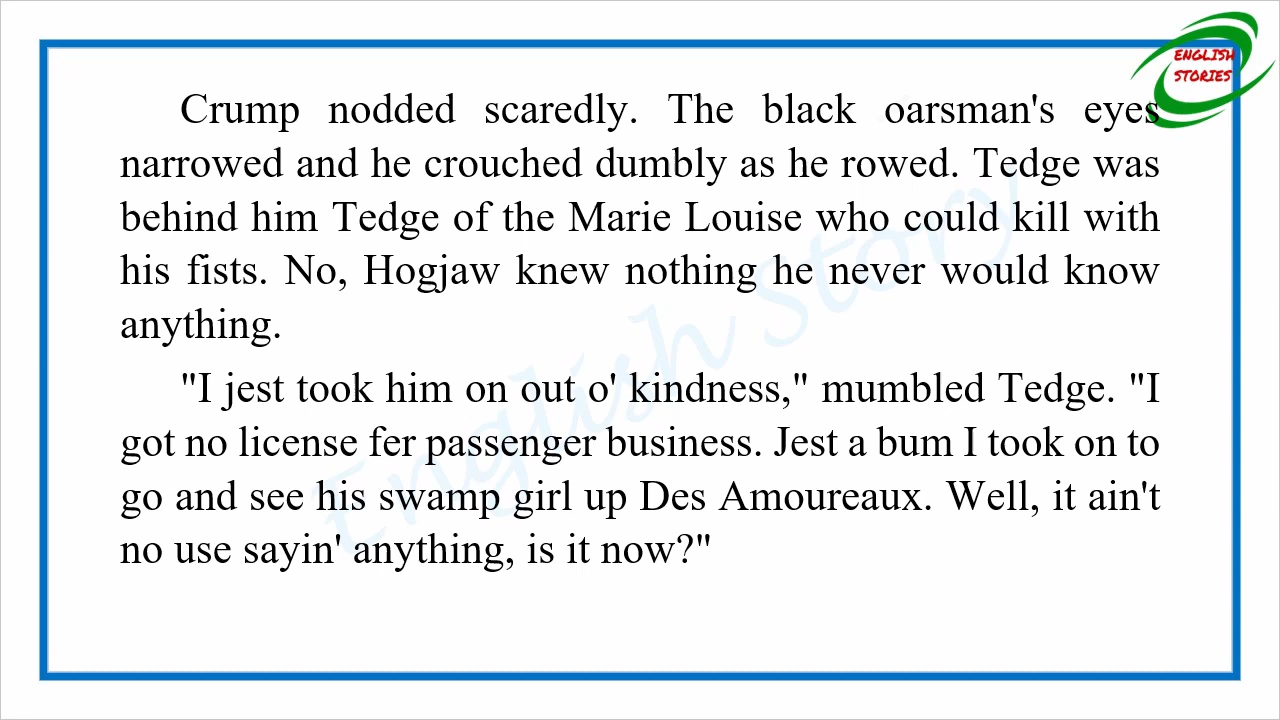 ENGLISH
STORIES
Crump nodded scaredly. The black oarsman's eyes
narrowed and he crouched dumbly as he rowed. Tedge was
behind him Tedge of the Marie Louise who could kill with
his fists. No, Hogjaw knew nothing he never would know
anything.
"I jest took him on out o' kindness," mumbled Tedge. "I
got no license fer passenger business. Jest a bum I took on to
go and see his swamp girl up Des Amoureaux. Well, it ain't
no use sayin' anything, is it now?"
English Story